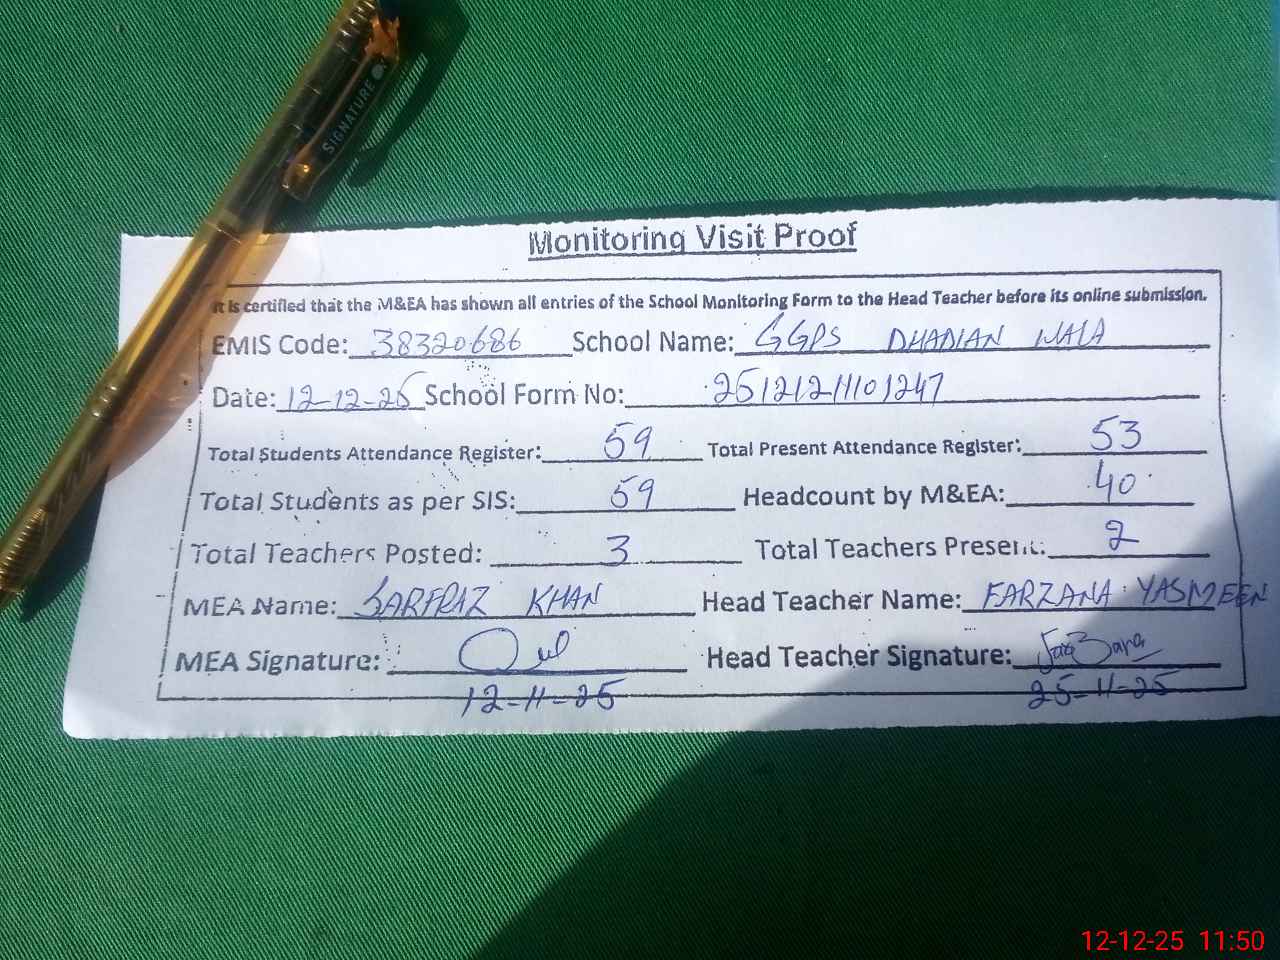 SIGNATURE
Monitoring Visit Proof
It is certified that the M&EA has shown all entries of the School Monitoring Form to the Head Teacher before its online submission.
EMIS Code: 38320686 School Name: GGPS DHADIAN WALA
Date: 12-12-25 School Form No:
Total Students Attendance Register: 59 Total Present Attendance Register: 53
Total Students as per SIS: 59 Headcount by M&EA: 40
Total Teachers Posted: 3 Total Teachers Present: 2
MEA Name: SARFRAZ KHAN Head Teacher Name: FARZANA YASMEEN
MEA Signature: Head Teacher Signature: Farzana
12-11-25 25-11-25
12-12-25 11:50